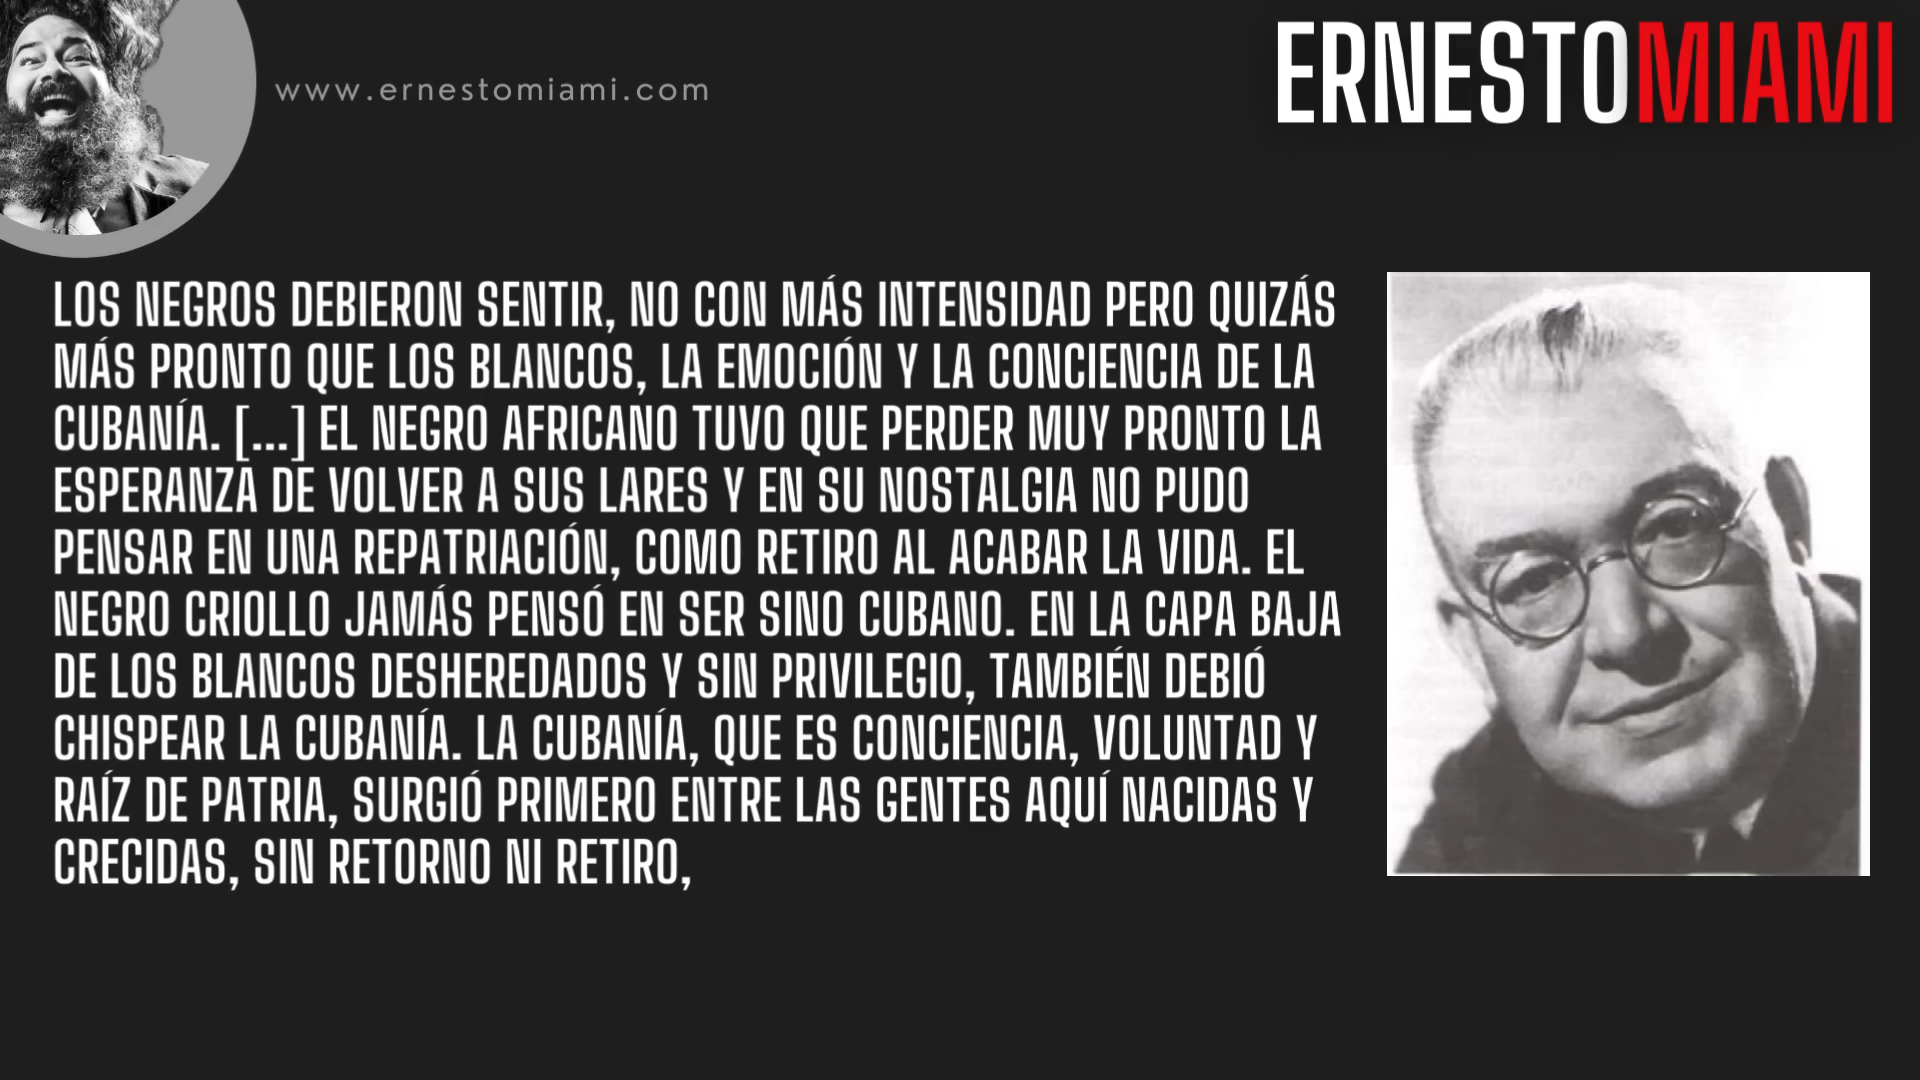 www.ernestomiami.com
ERNESTOMIAMI
LOS NEGROS DEBIERON SENTIR, NO CON MÁS INTENSIDAD PERO QUIZÁS
MÁS PRONTO QUE LOS BLANCOS, LA EMOCIÓN Y LA CONCIENCIA DE LA
CUBANÍA. [...] EL NEGRO AFRICANO TUVO QUE PERDER MUY PRONTO LA
ESPERANZA DE VOLVER A SUS LARES Y EN SU NOSTALGIA NO PUDO
PENSAR EN UNA REPATRIACIÓN, COMO RETIRO AL ACABAR LA VIDA. EL
NEGRO CRIOLLO JAMÁS PENSÓ EN SER SINO CUBANO. EN LA CAPA BAJA
DE LOS BLANCOS DESHEREDADOS Y SIN PRIVILEGIO, TAMBIÉN DEBIÓ
CHISPEAR LA CUBANÍA. LA CUBANÍA, QUE ES CONCIENCIA, VOLUNTAD Y
RAÍZ DE PATRIA, SURGIÓ PRIMERO ENTRE LAS GENTES AQUÍ NACIDAS Y
CRECIDAS, SIN RETORNO NI RETIRO,